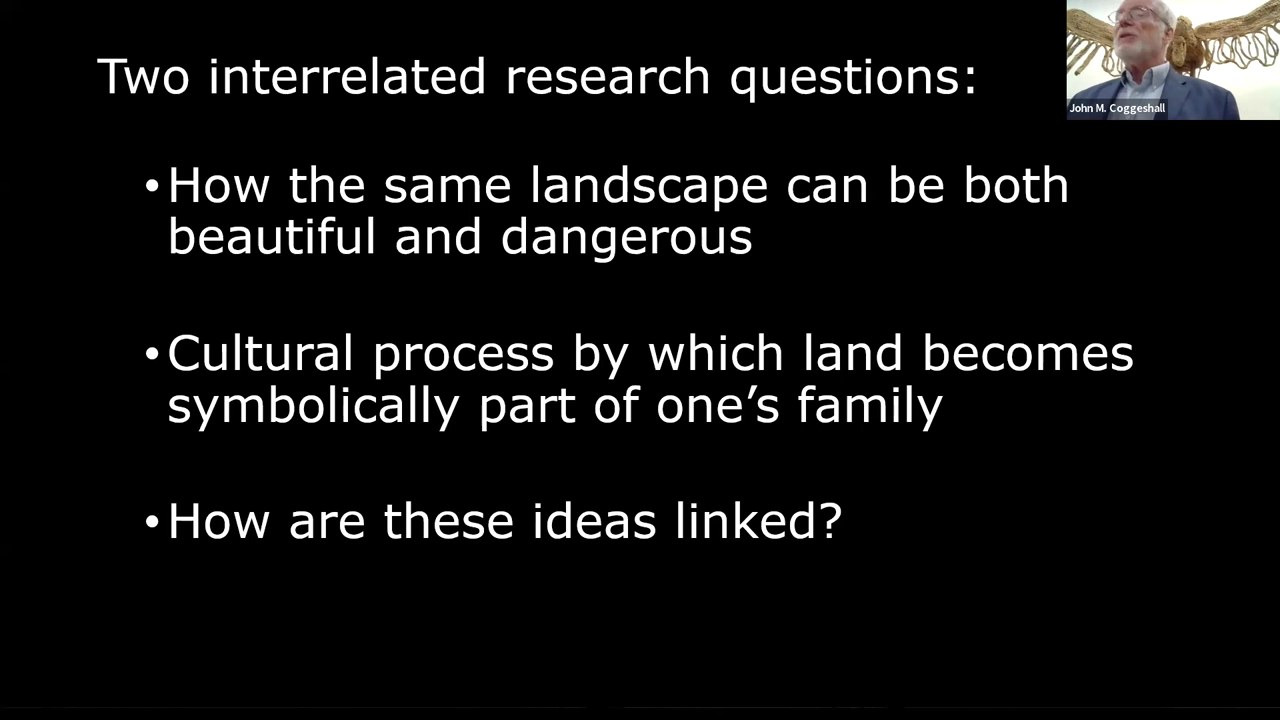 Two interrelated research questions:
John M. Coggeshall
•How the same landscape can be both
beautiful and dangerous
•Cultural process by which land becomes
symbolically part of one’s family
•How are these ideas linked?